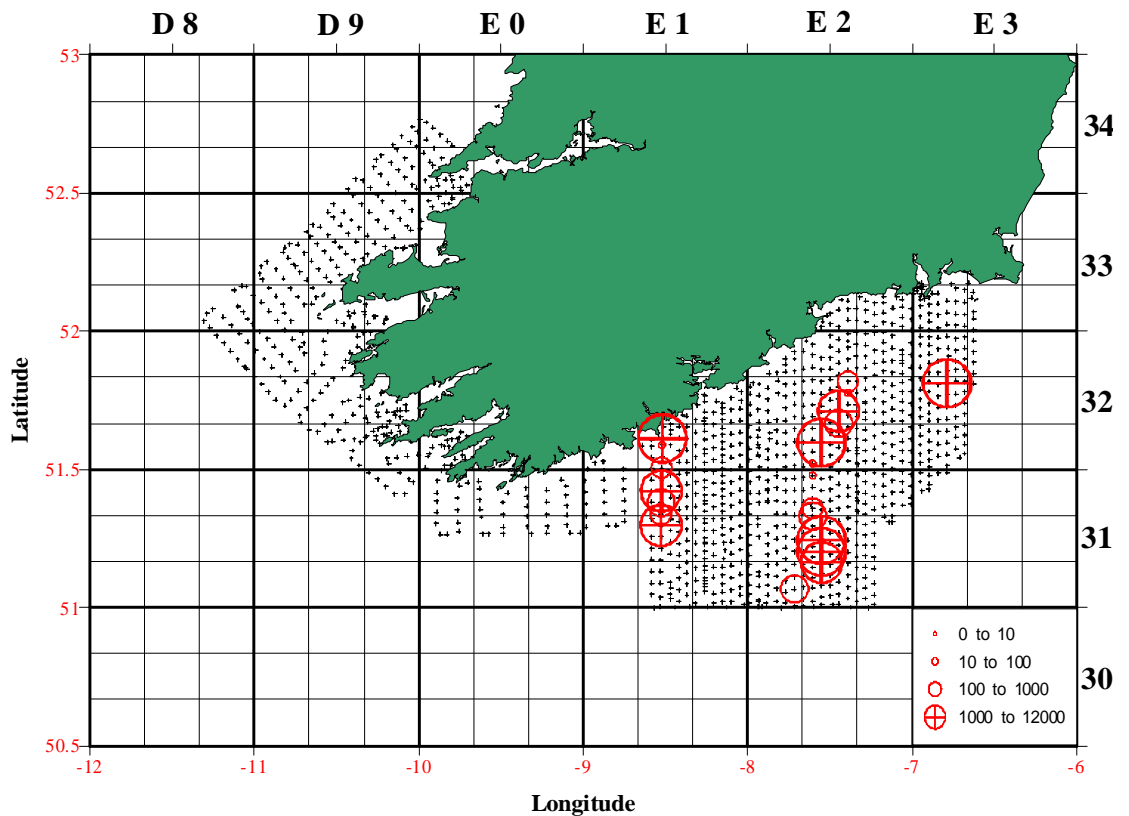 D 8 D 9 E 0 E 1 E 2 E 3
53
34
52.5
33
52
Latitude
32
51.5
31
51
0 to 10
10 to 100
30
100 to 1000
1000 to 12000
50.5
-12 -11 -10 -9 -8 -7 -6
Longitude